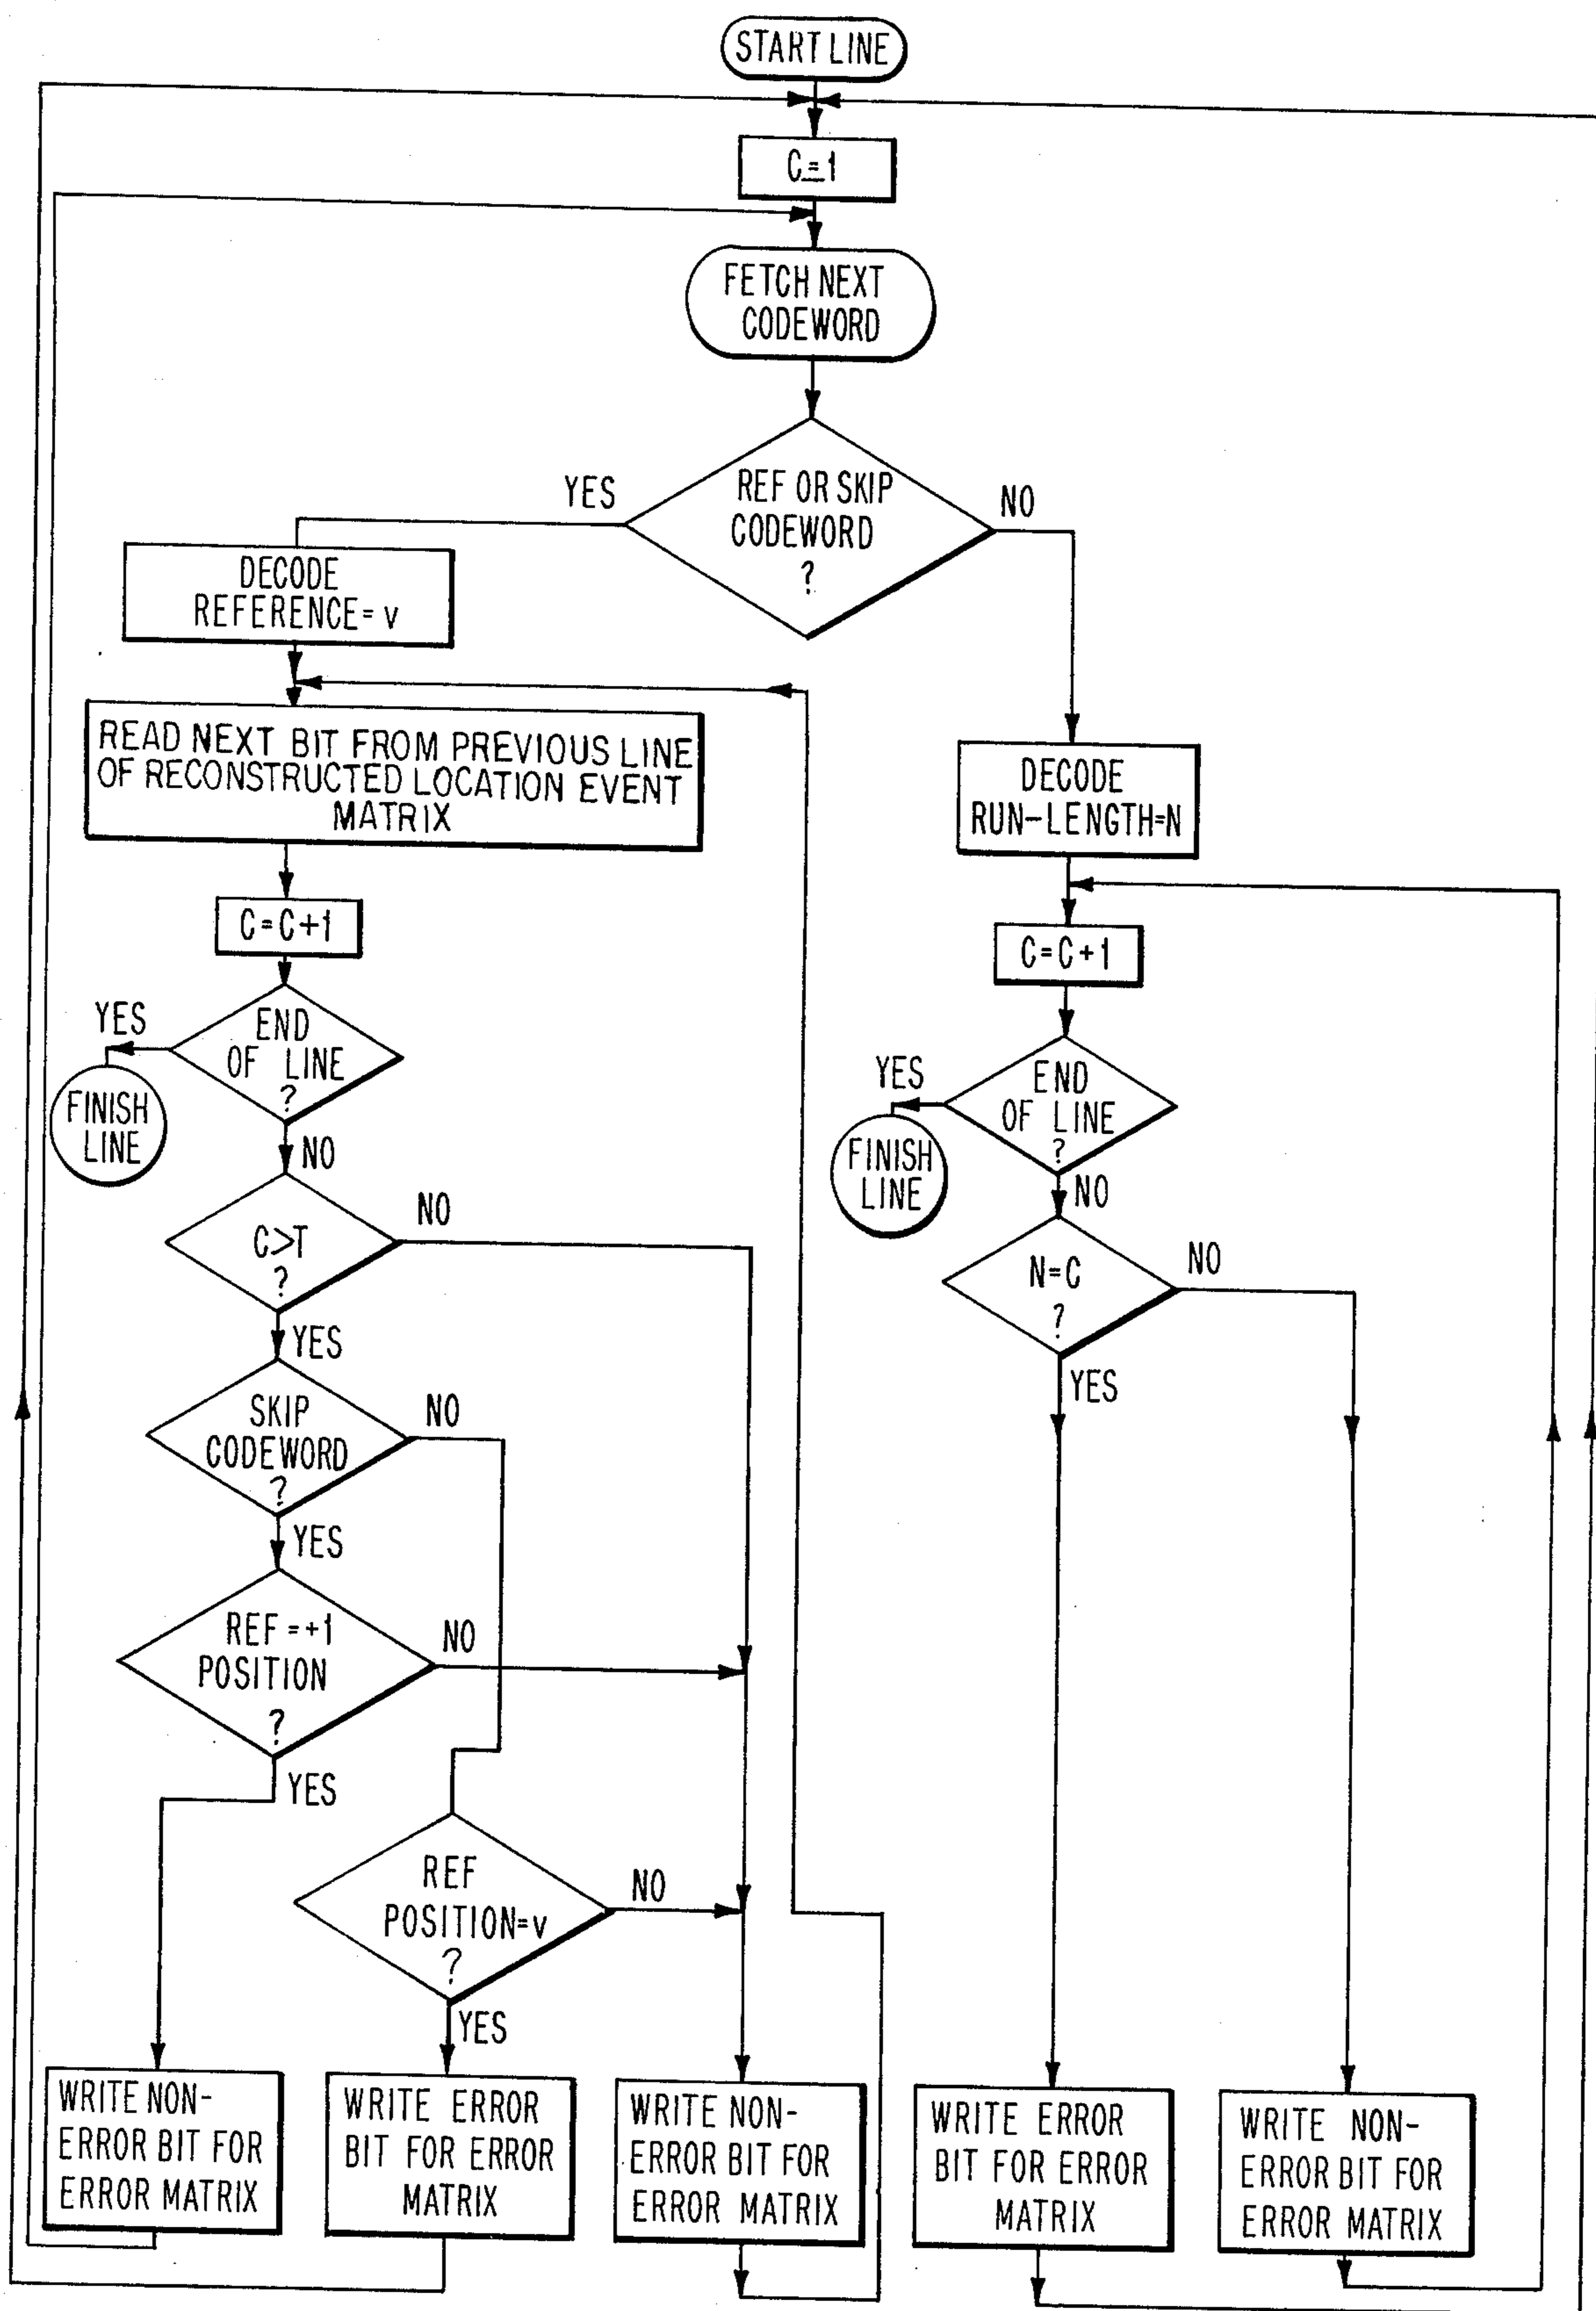 START LINE
C=1
FETCH NEXT
CODEWORD
YES
REF OR SKIP
CODEWORD
?
NO
DECODE
REFERENCE= v
READ NEXT BIT FROM PREVIOUS LINE
OF RECONSTRUCTED LOCATION EVENT
MATRIX
DECODE
RUN-LENGTH=N
C=C+1
C=C+1
YES
END
OF LINE
?
FINISH
LINE
NO
YES
END
OF LINE
?
FINISH
LINE
NO
C>T
?
NO
YES
N=C
?
NO
YES
SKIP
CODEWORD
?
NO
YES
REF=+1
POSITION
?
NO
YES
REF
POSITION=v
?
NO
YES
WRITE NON-
ERROR BIT FOR
ERROR MATRIX
WRITE ERROR
BIT FOR ERROR
MATRIX
WRITE NON-
ERROR BIT FOR
ERROR MATRIX
WRITE ERROR
BIT FOR ERROR
MATRIX
WRITE NON-
ERROR BIT FOR
ERROR MATRIX